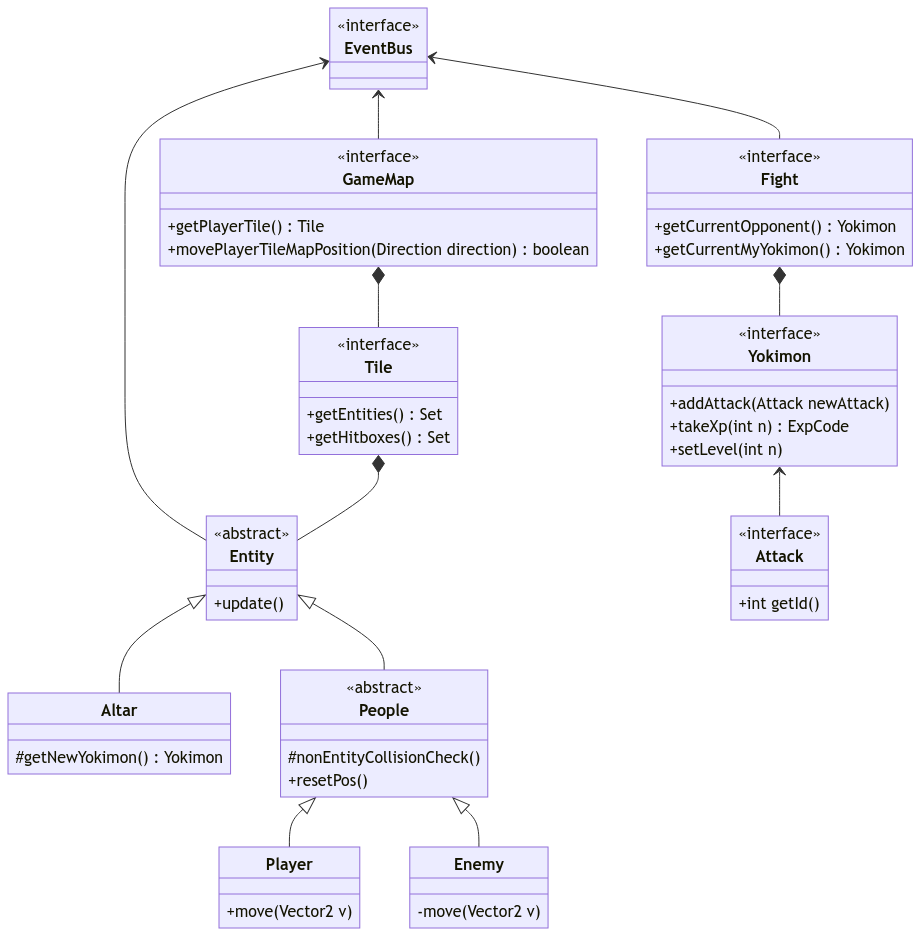 «interface»
EventBus
«interface»
GameMap
+getPlayerTile() : Tile
+movePlayerTileMapPosition(Direction direction) : boolean
«interface»
Fight
+getCurrentOpponent() : Yokimon
+getCurrentMyYokimon() : Yokimon
«interface»
Tile
+getEntities() : Set
+getHitboxes() : Set
«interface»
Yokimon
+addAttack(Attack newAttack)
+takeXp(int n) : ExpCode
+setLevel(int n)
«abstract»
Entity
+update()
«interface»
Attack
+int getId()
Altar
#getNewYokimon() : Yokimon
«abstract»
People
#nonEntityCollisionCheck()
+resetPos()
Player
+move(Vector2 v)
Enemy
-move(Vector2 v)